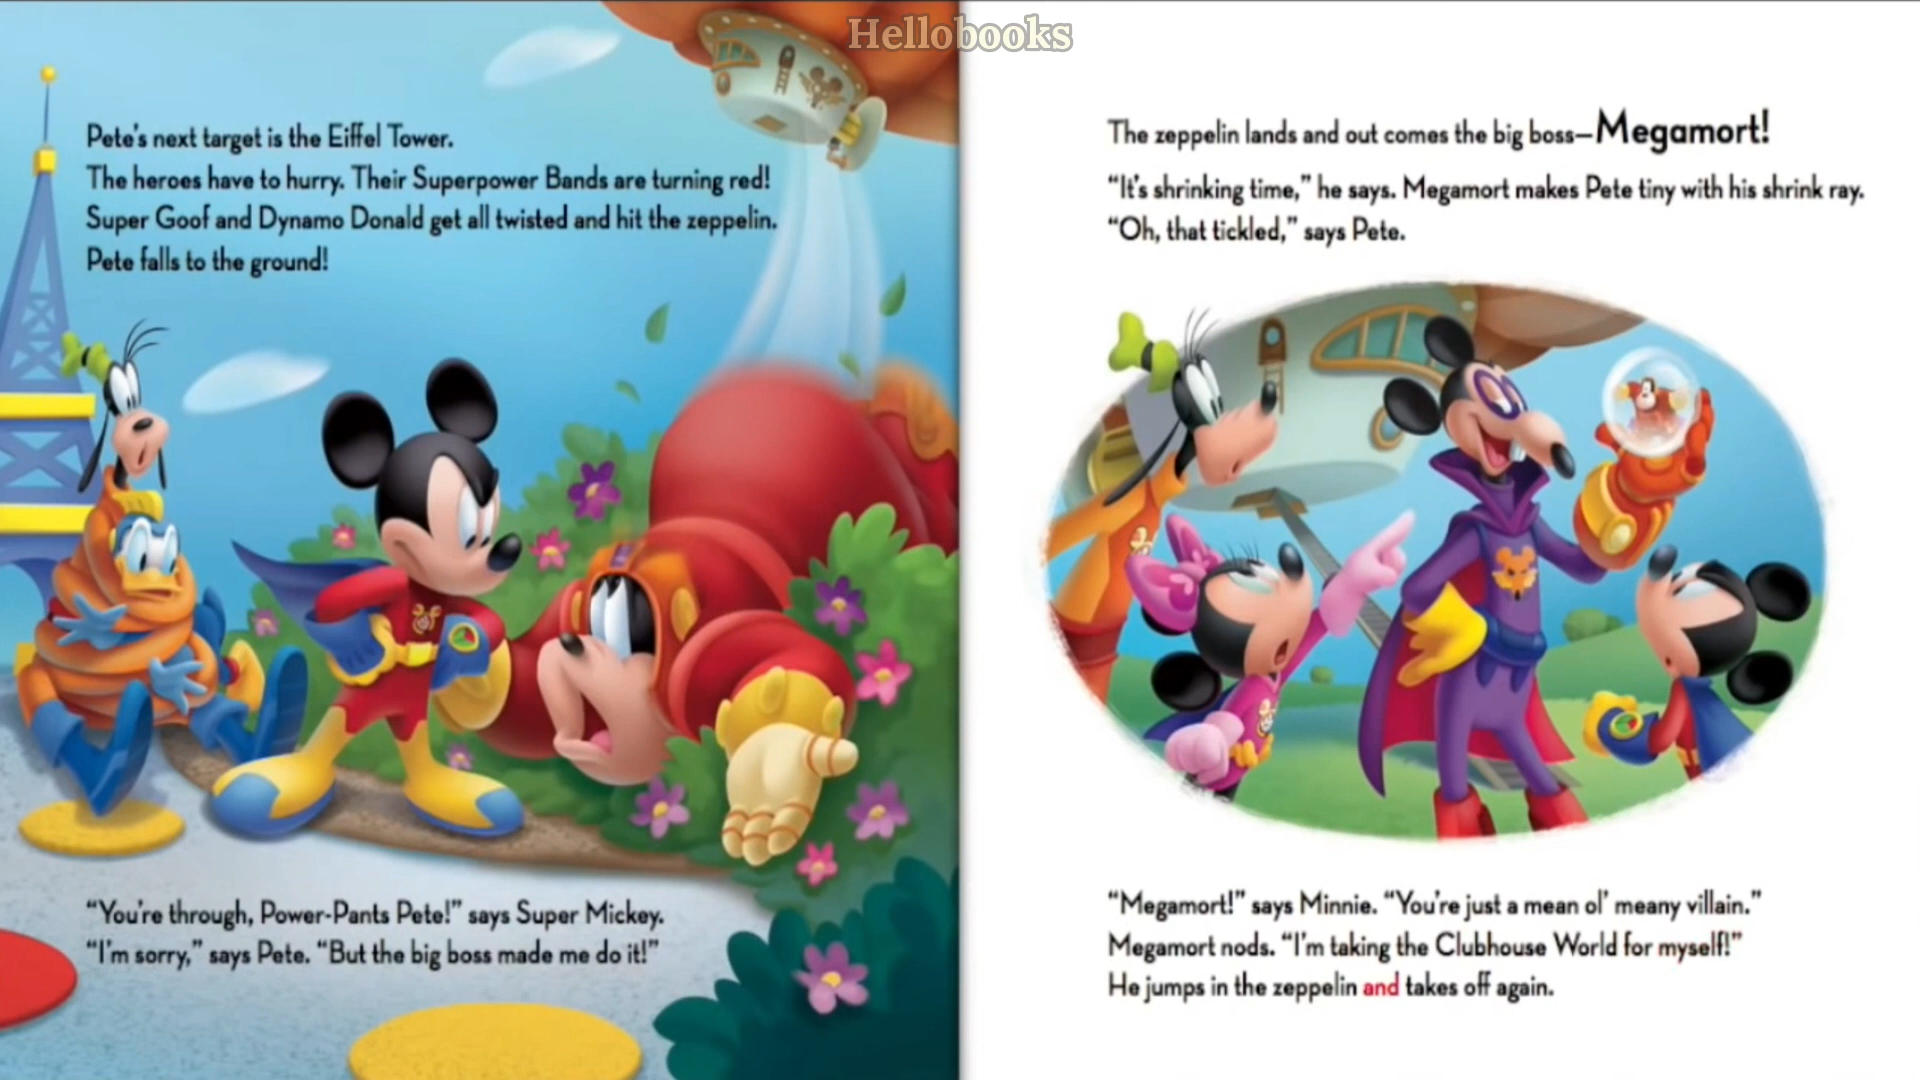 Hellobooks
Pete's next target is the Eiffel Tower.
The heroes have to hurry. Their Superpower Bands are turning red!
Super Goof and Dynamo Donald get all twisted and hit the zeppelin.
Pete falls to the ground!
“You're through, Power-Pants Pete!” says Super Mickey.
“I'm sorry,” says Pete. “But the big boss made me do it!”
The zeppelin lands and out comes the big boss—Megamort!
“It's shrinking time,” he says. Megamort makes Pete tiny with his shrink ray.
“Oh, that tickled,” says Pete.
“Megamort!” says Minnie. “You're just a mean ol’ meany villain.”
Megamort nods. “I'm taking the Clubhouse World for myself!”
He jumps in the zeppelin and takes off again.